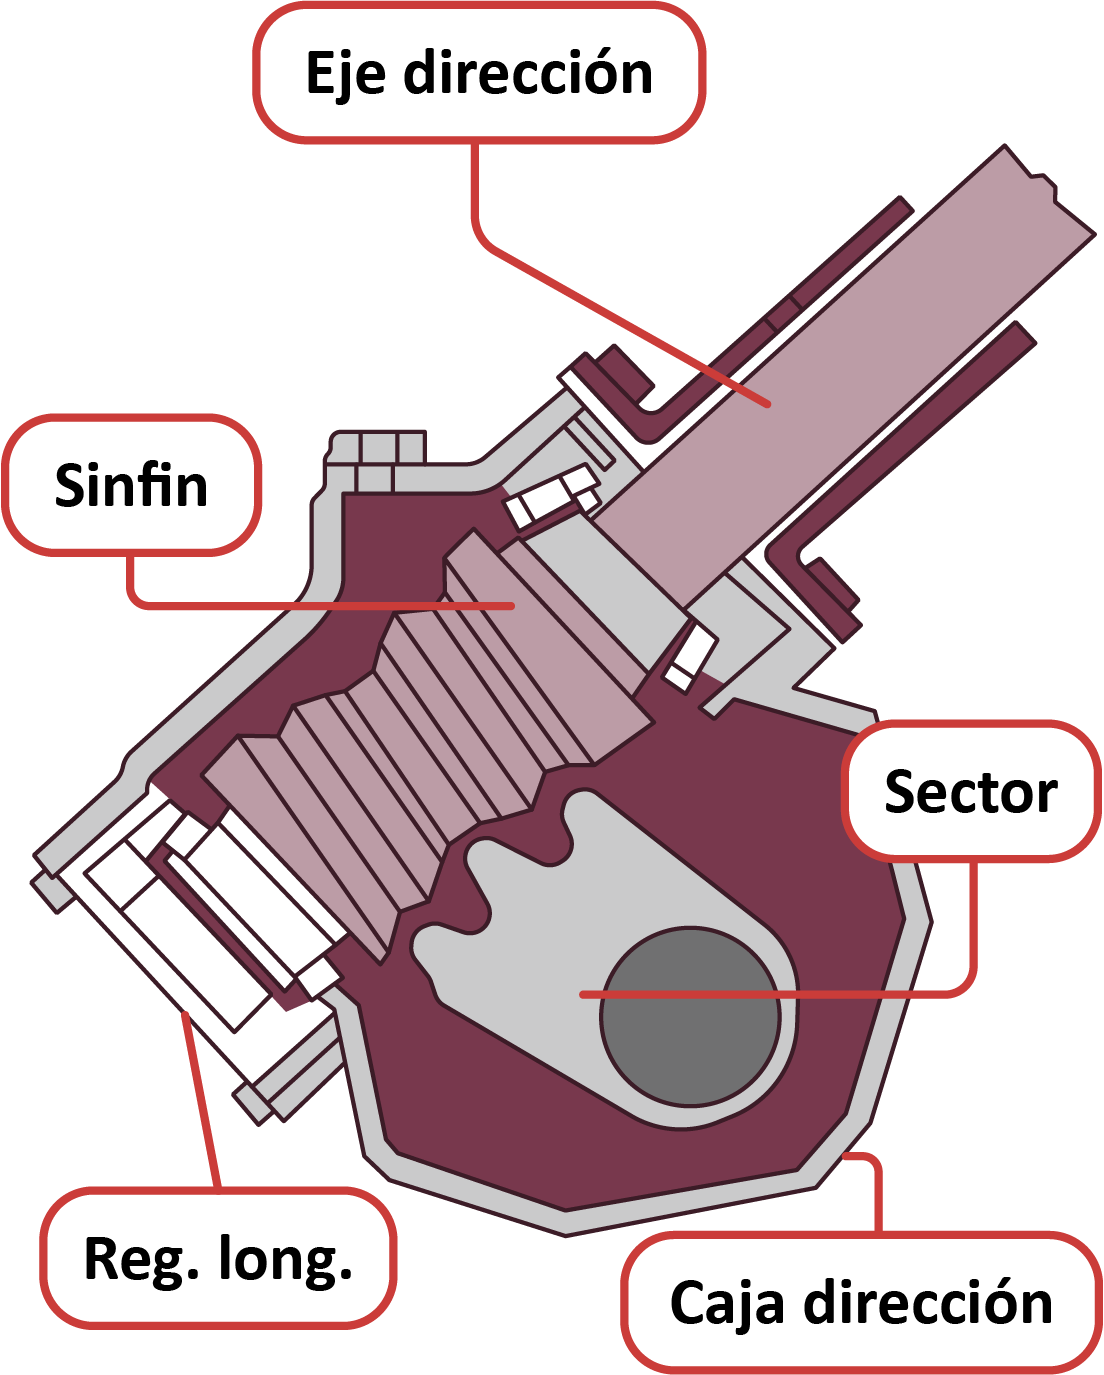 Eje dirección
Sinfin
Sector
Reg. long.
Caja dirección